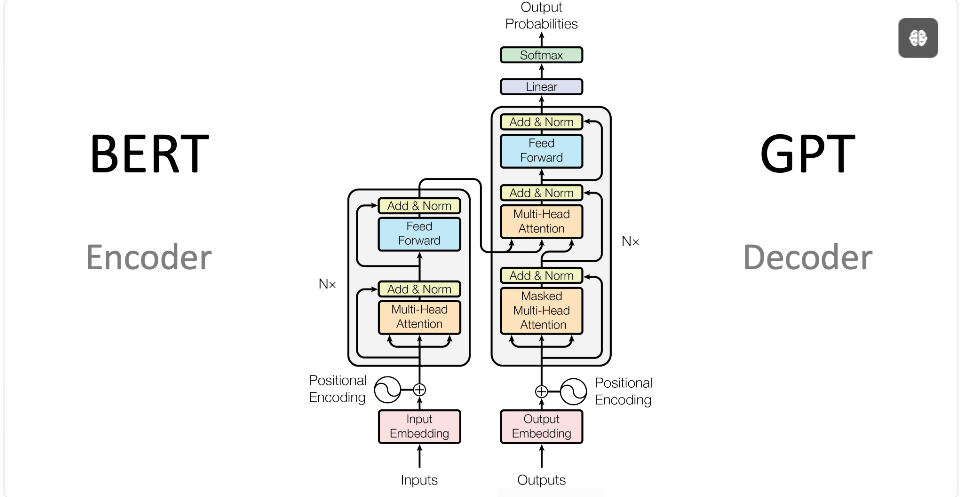 BERT
Encoder
GPT
Decoder
Output
Probabilities
Softmax
Linear
Add & Norm
Feed
Forward
Add & Norm
Multi-Head
Attention
Add & Norm
Masked
Multi-Head
Attention
N×
Add & Norm
Feed
Forward
Add & Norm
Multi-Head
Attention
N×
Positional
Encoding
Positional
Encoding
Input
Embedding
Output
Embedding
Inputs
Outputs